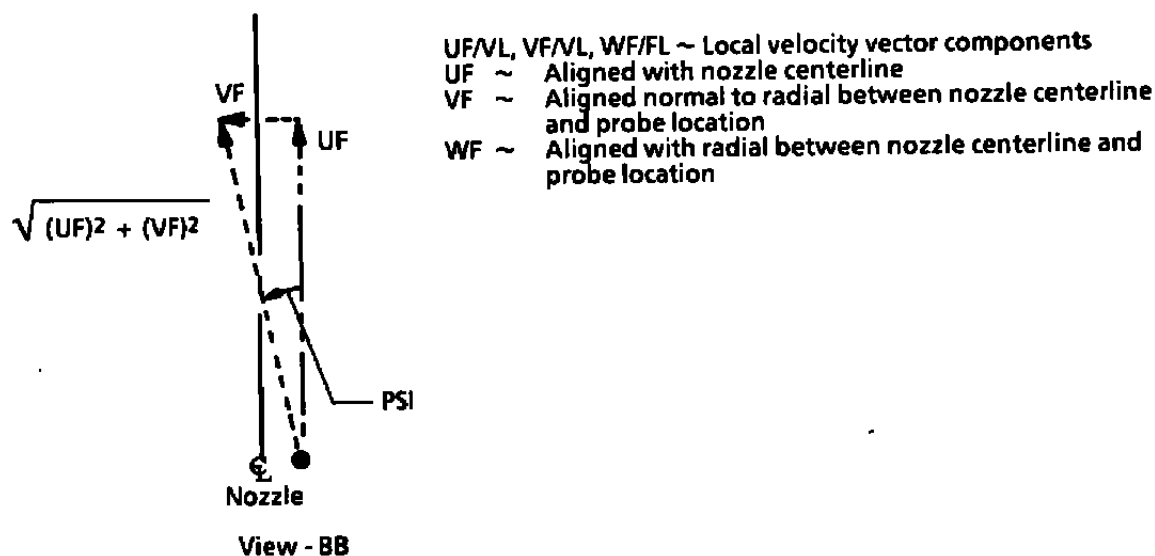 UF/VL, VF/VL, WF/FL ~ Local velocity vector components
UF ~ Aligned with nozzle centerline
VF ~ Aligned normal to radial between nozzle centerline
and probe location
WF ~ Aligned with radial between nozzle centerline and
probe location
VF
UF
√(UF)2 + (VF)2
PSI
℄
Nozzle
View - BB